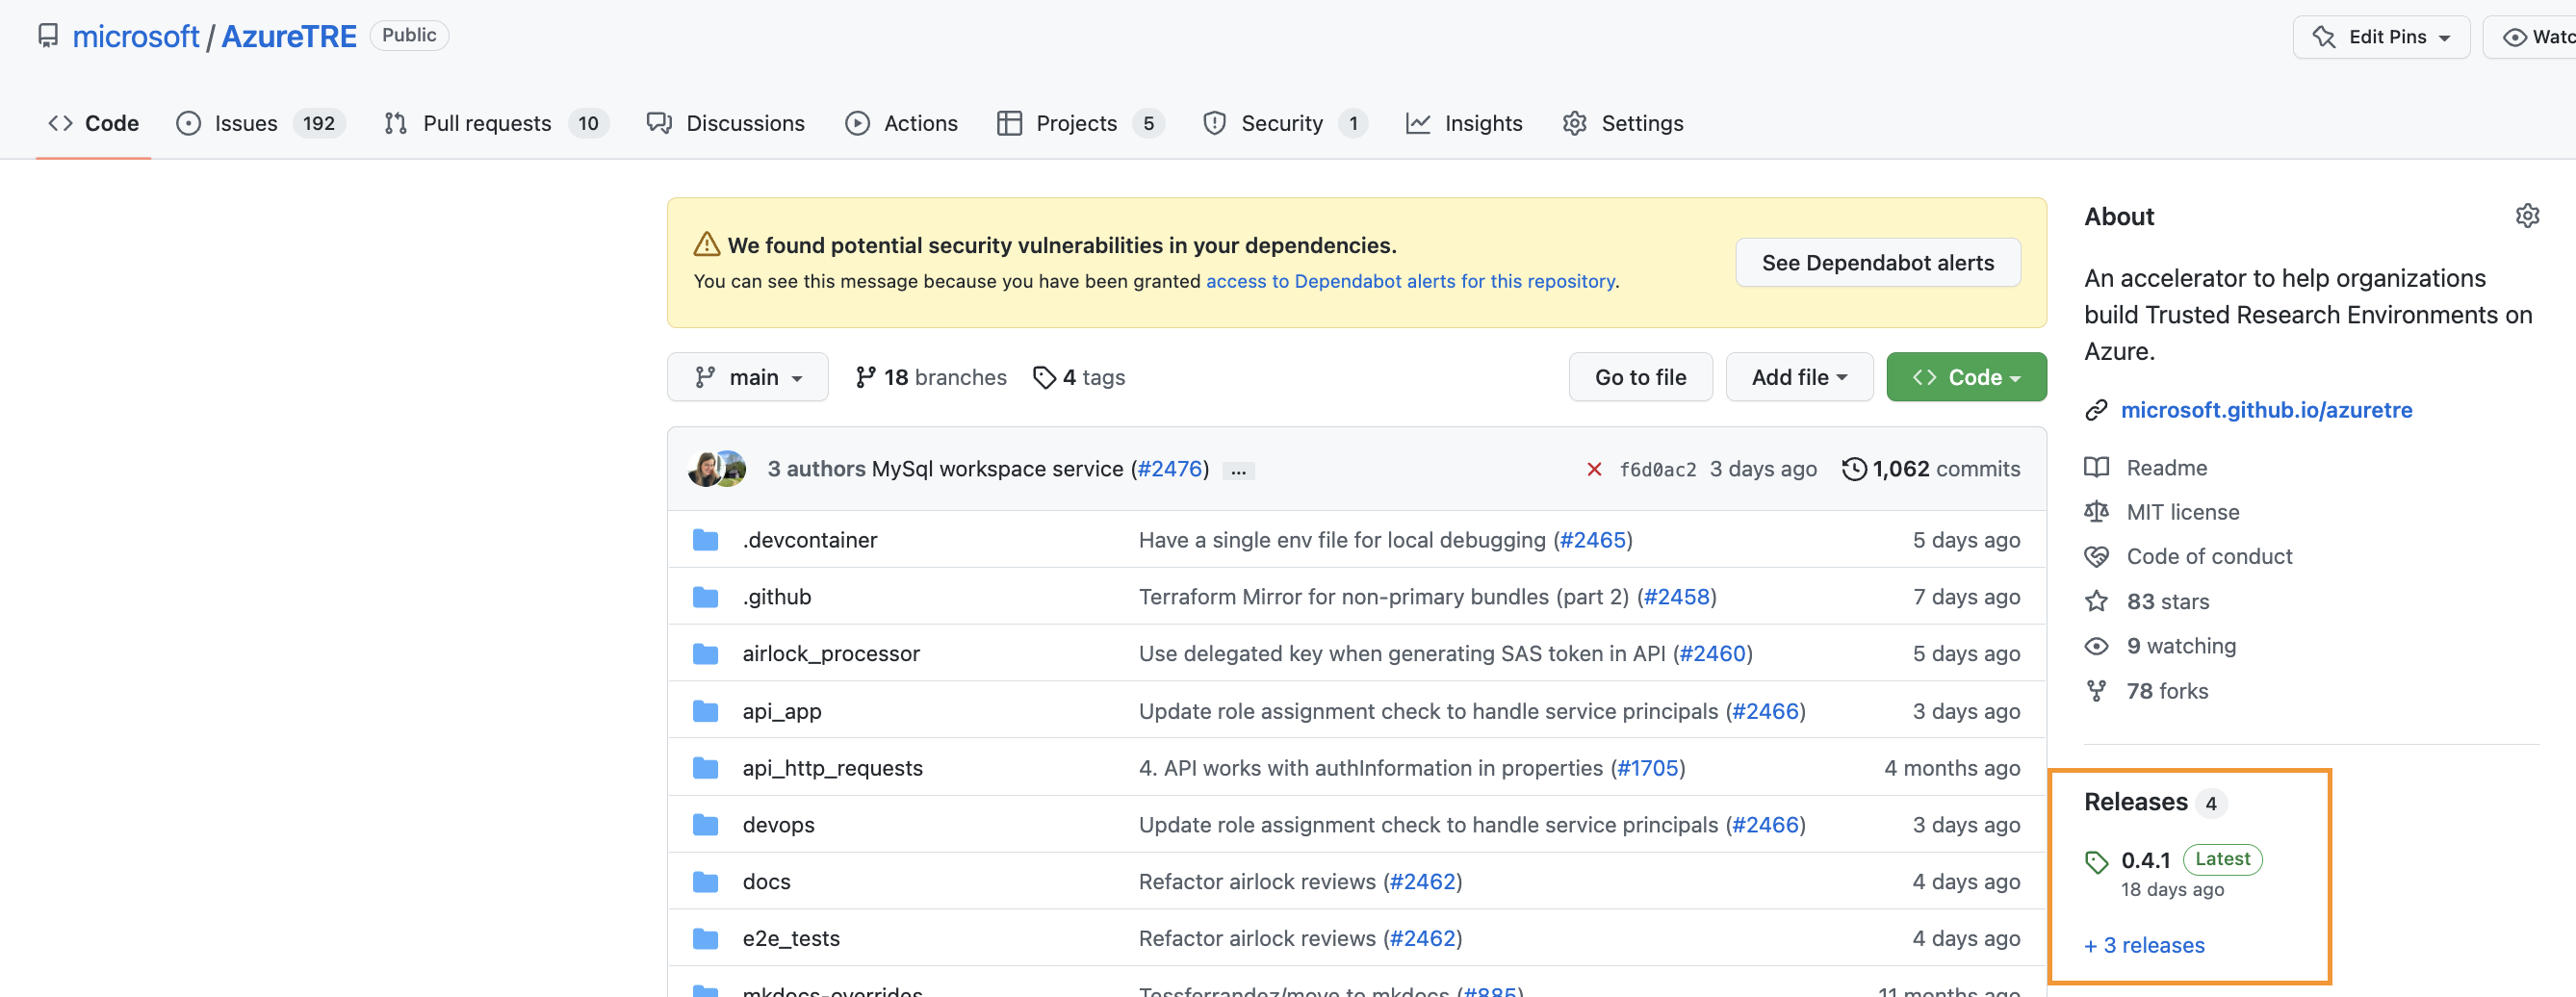 microsoft / AzureTRE Public
Edit Pins
Watc
Code
Issues 192
Pull requests 10
Discussions
Actions
Projects 5
Security 1
Insights
Settings
We found potential security vulnerabilities in your dependencies.
You can see this message because you have been granted access to Dependabot alerts for this repository.
See Dependabot alerts
main
18 branches
4 tags
Go to file
Add file
Code
3 authors MySql workspace service (#2476) ...
f6d0ac2 3 days ago
1,062 commits
.devcontainer Have a single env file for local debugging (#2465) 5 days ago
.github Terraform Mirror for non-primary bundles (part 2) (#2458) 7 days ago
airlock_processor Use delegated key when generating SAS token in API (#2460) 5 days ago
api_app Update role assignment check to handle service principals (#2466) 3 days ago
api_http_requests 4. API works with authInformation in properties (#1705) 4 months ago
devops Update role assignment check to handle service principals (#2466) 3 days ago
docs Refactor airlock reviews (#2462) 4 days ago
e2e_tests Refactor airlock reviews (#2462) 4 days ago
mkdocs-overrides Tessferrandez/move to mkdocs (#885) 11 months ago
About
An accelerator to help organizations
build Trusted Research Environments on
Azure.
microsoft.github.io/azuretre
Readme
MIT license
Code of conduct
83 stars
9 watching
78 forks
Releases 4
0.4.1 Latest
18 days ago
+ 3 releases